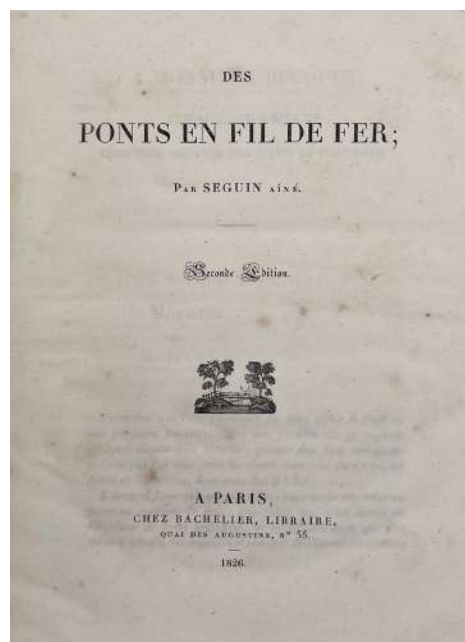 DES
PONTS EN FIL DE FER;
PAR SEGUIN AÎNÉ.
Seconde Édition.
A PARIS,
CHEZ BACHELIER, LIBRAIRE,
QUAI DES AUGUSTINS, N° 55.
1826.